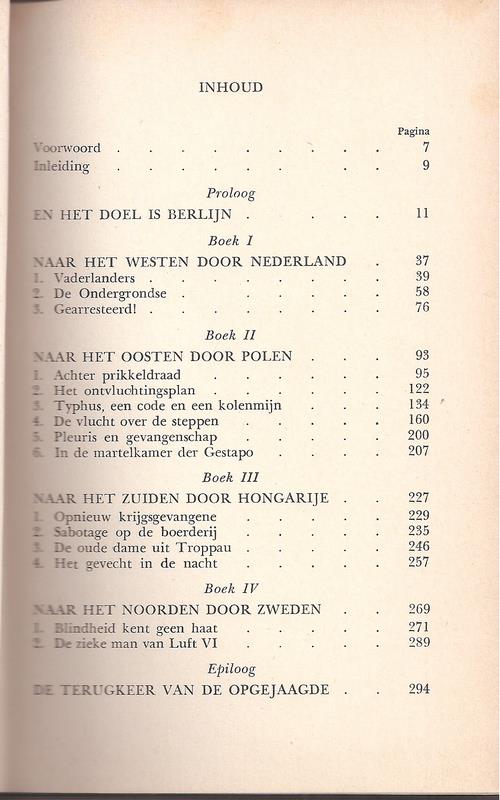 INHOUD
Pagina
Voorwoord . . . . . . . . . 7
Inleiding . . . . . . . . 9
Proloog
EN HET DOEL IS BERLIJN . . . . 11
Boek I
NAAR HET WESTEN DOOR NEDERLAND . 37
1. Vaderlanders . . . . . . . . 39
2. De Ondergrondse . . . . . . 58
3. Gearresteerd! . . . . . . . . 76
Boek II
NAAR HET OOSTEN DOOR POLEN . . . 93
1. Achter prikkeldraad . . . . . . 95
2. Het ontvluchtingsplan . . . . . 122
3. Typhus, een code en een kolenmijn . . . 134
4. De vlucht over de steppen . . . . . 160
5. Pleuris en gevangenschap . . . . . 200
6. In de martelkamer der Gestapo . . . . 207
Boek III
NAAR HET ZUIDEN DOOR HONGARIJE . . 227
1. Opnieuw krijgsgevangene . . . . . 229
2. Sabotage op de boerderij . . . . . 235
3. De oude dame uit Troppau . . . . . 246
4. Het gevecht in de nacht . . . . . 257
Boek IV
NAAR HET NOORDEN DOOR ZWEDEN . . 269
1. Blindheid kent geen haat . . . . . 271
2. De zieke man van Luft VI . . . . . 289
Epiloog
DE TERUGKEER VAN DE OPGEJAAGDE . . 294